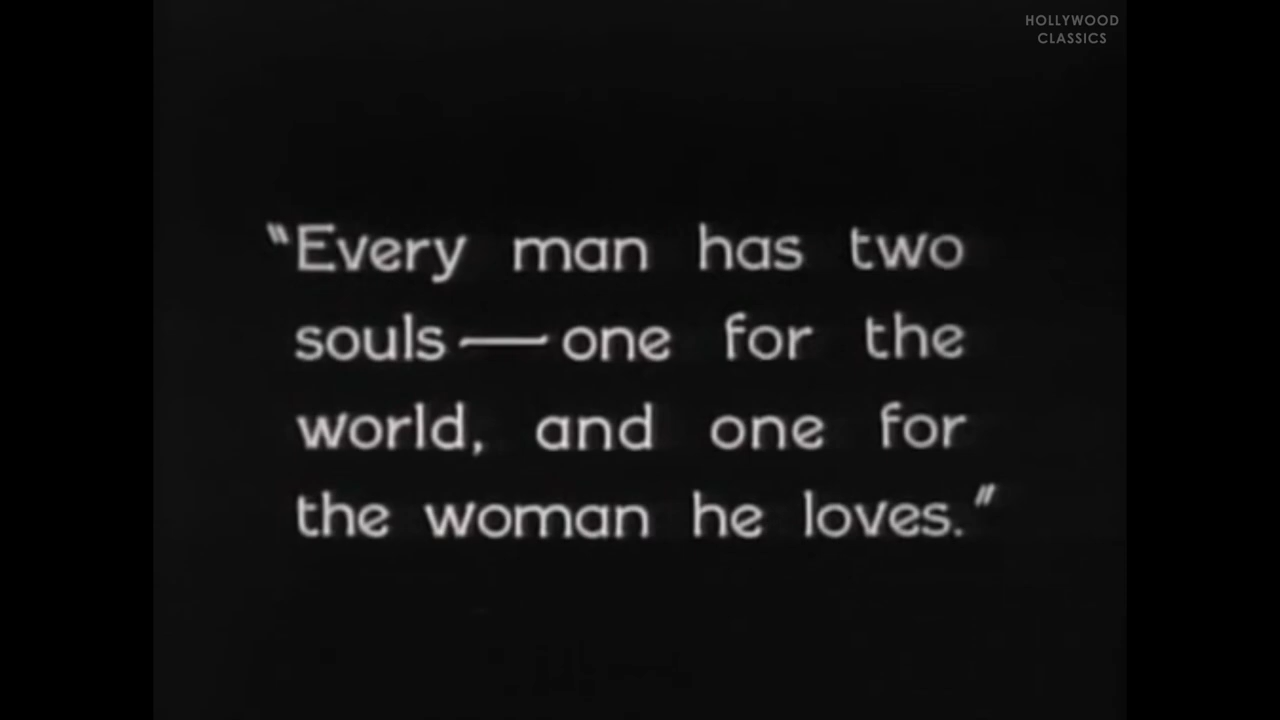 HOLLYWOOD
CLASSICS
"Every man has two
souls—one for the
world, and one for
the woman he loves."